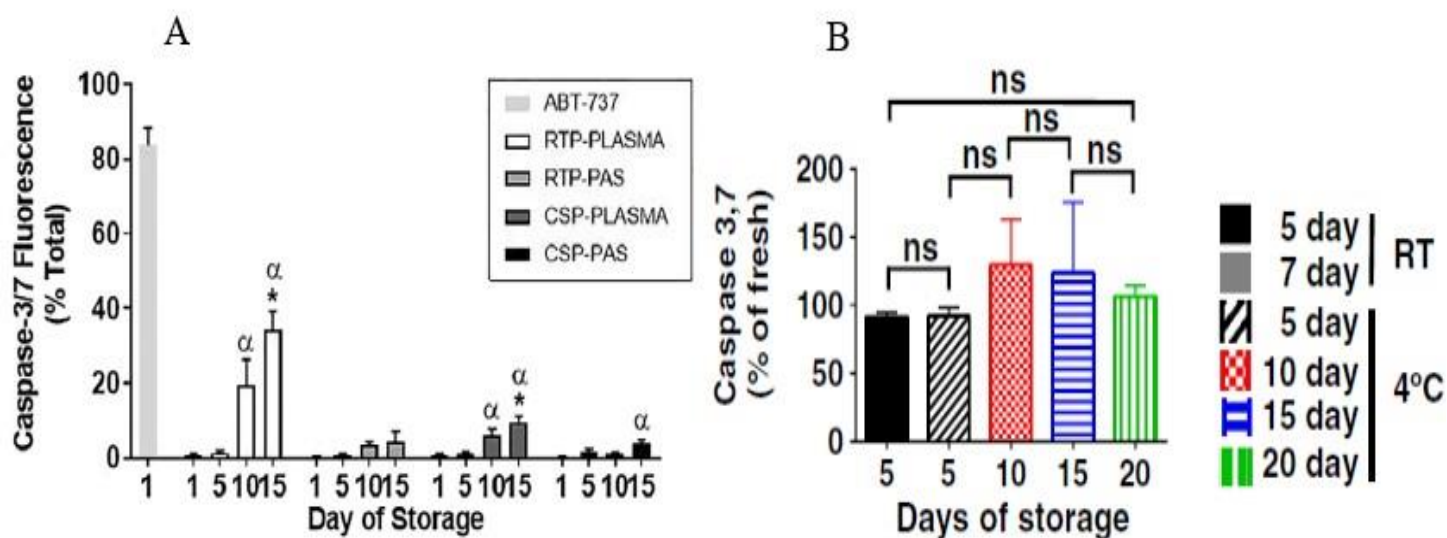 A
Caspase-3/7 Fluorescence
(% Total)
100
80
60
40
20
0
ABT-737
RTP-PLASMA
RTP-PAS
CSP-PLASMA
CSP-PAS
α
α
*
α
α
*
α
1 1 5 10 15 1 5 10 15 1 5 10 15 1 5 10 15
Day of Storage
B
Caspase 3,7
(% of fresh)
200
150
100
50
0
ns
ns
ns
ns
ns
5 5 10 15 20
Days of storage
5 day
7 day
RT
5 day
10 day
15 day
20 day
4°C